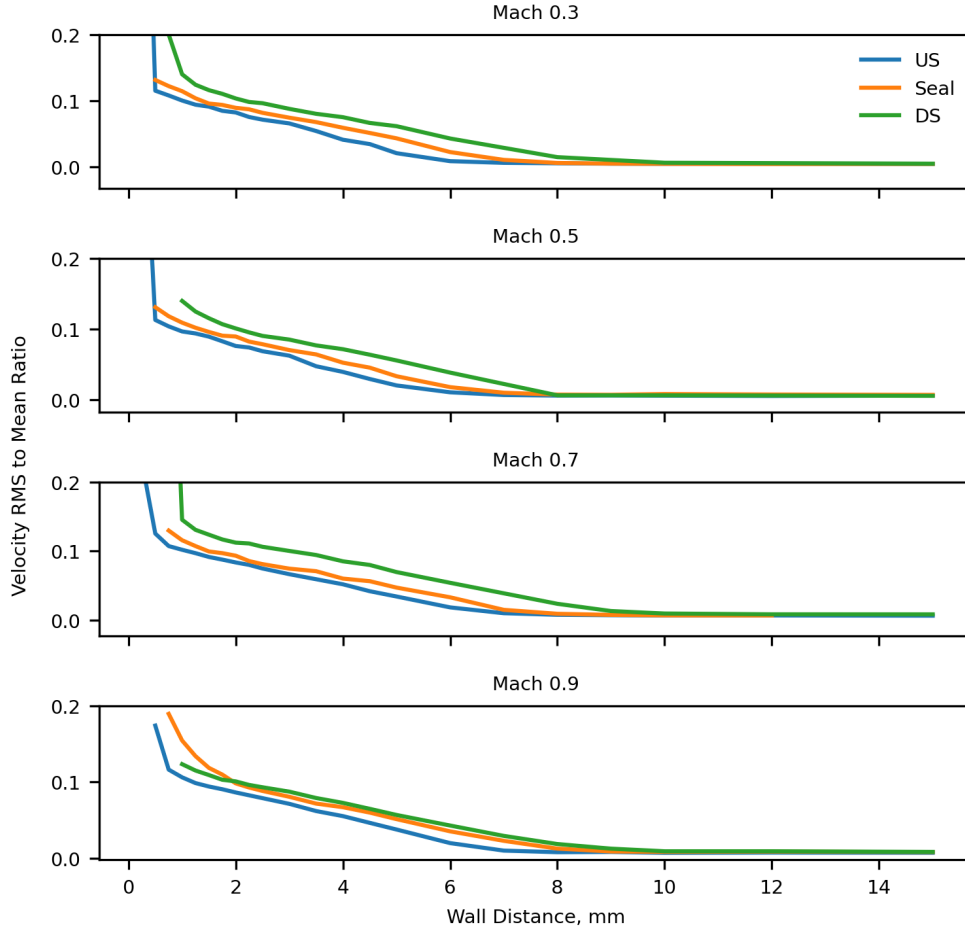 Mach 0.3
0.2
0.1
0.0
US
Seal
DS
Mach 0.5
0.2
0.1
0.0
Mach 0.7
0.2
0.1
0.0
Mach 0.9
0.2
0.1
0.0
0 2 4 6 8 10 12 14
Wall Distance, mm
Velocity RMS to Mean Ratio